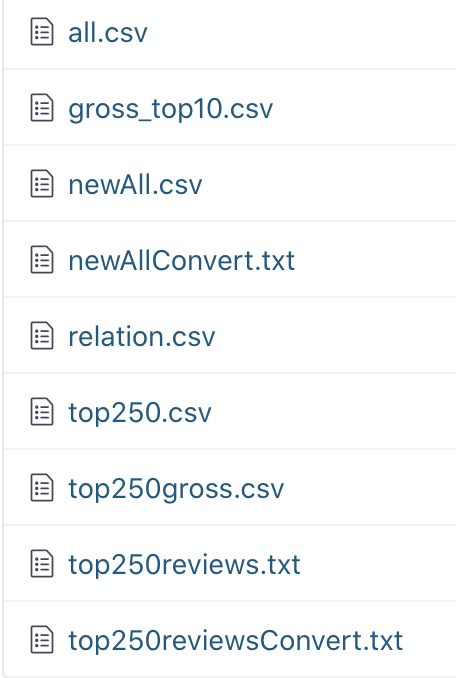 all.csv
gross_top10.csv
newAll.csv
newAllConvert.txt
relation.csv
top250.csv
top250gross.csv
top250reviews.txt
top250reviewsConvert.txt